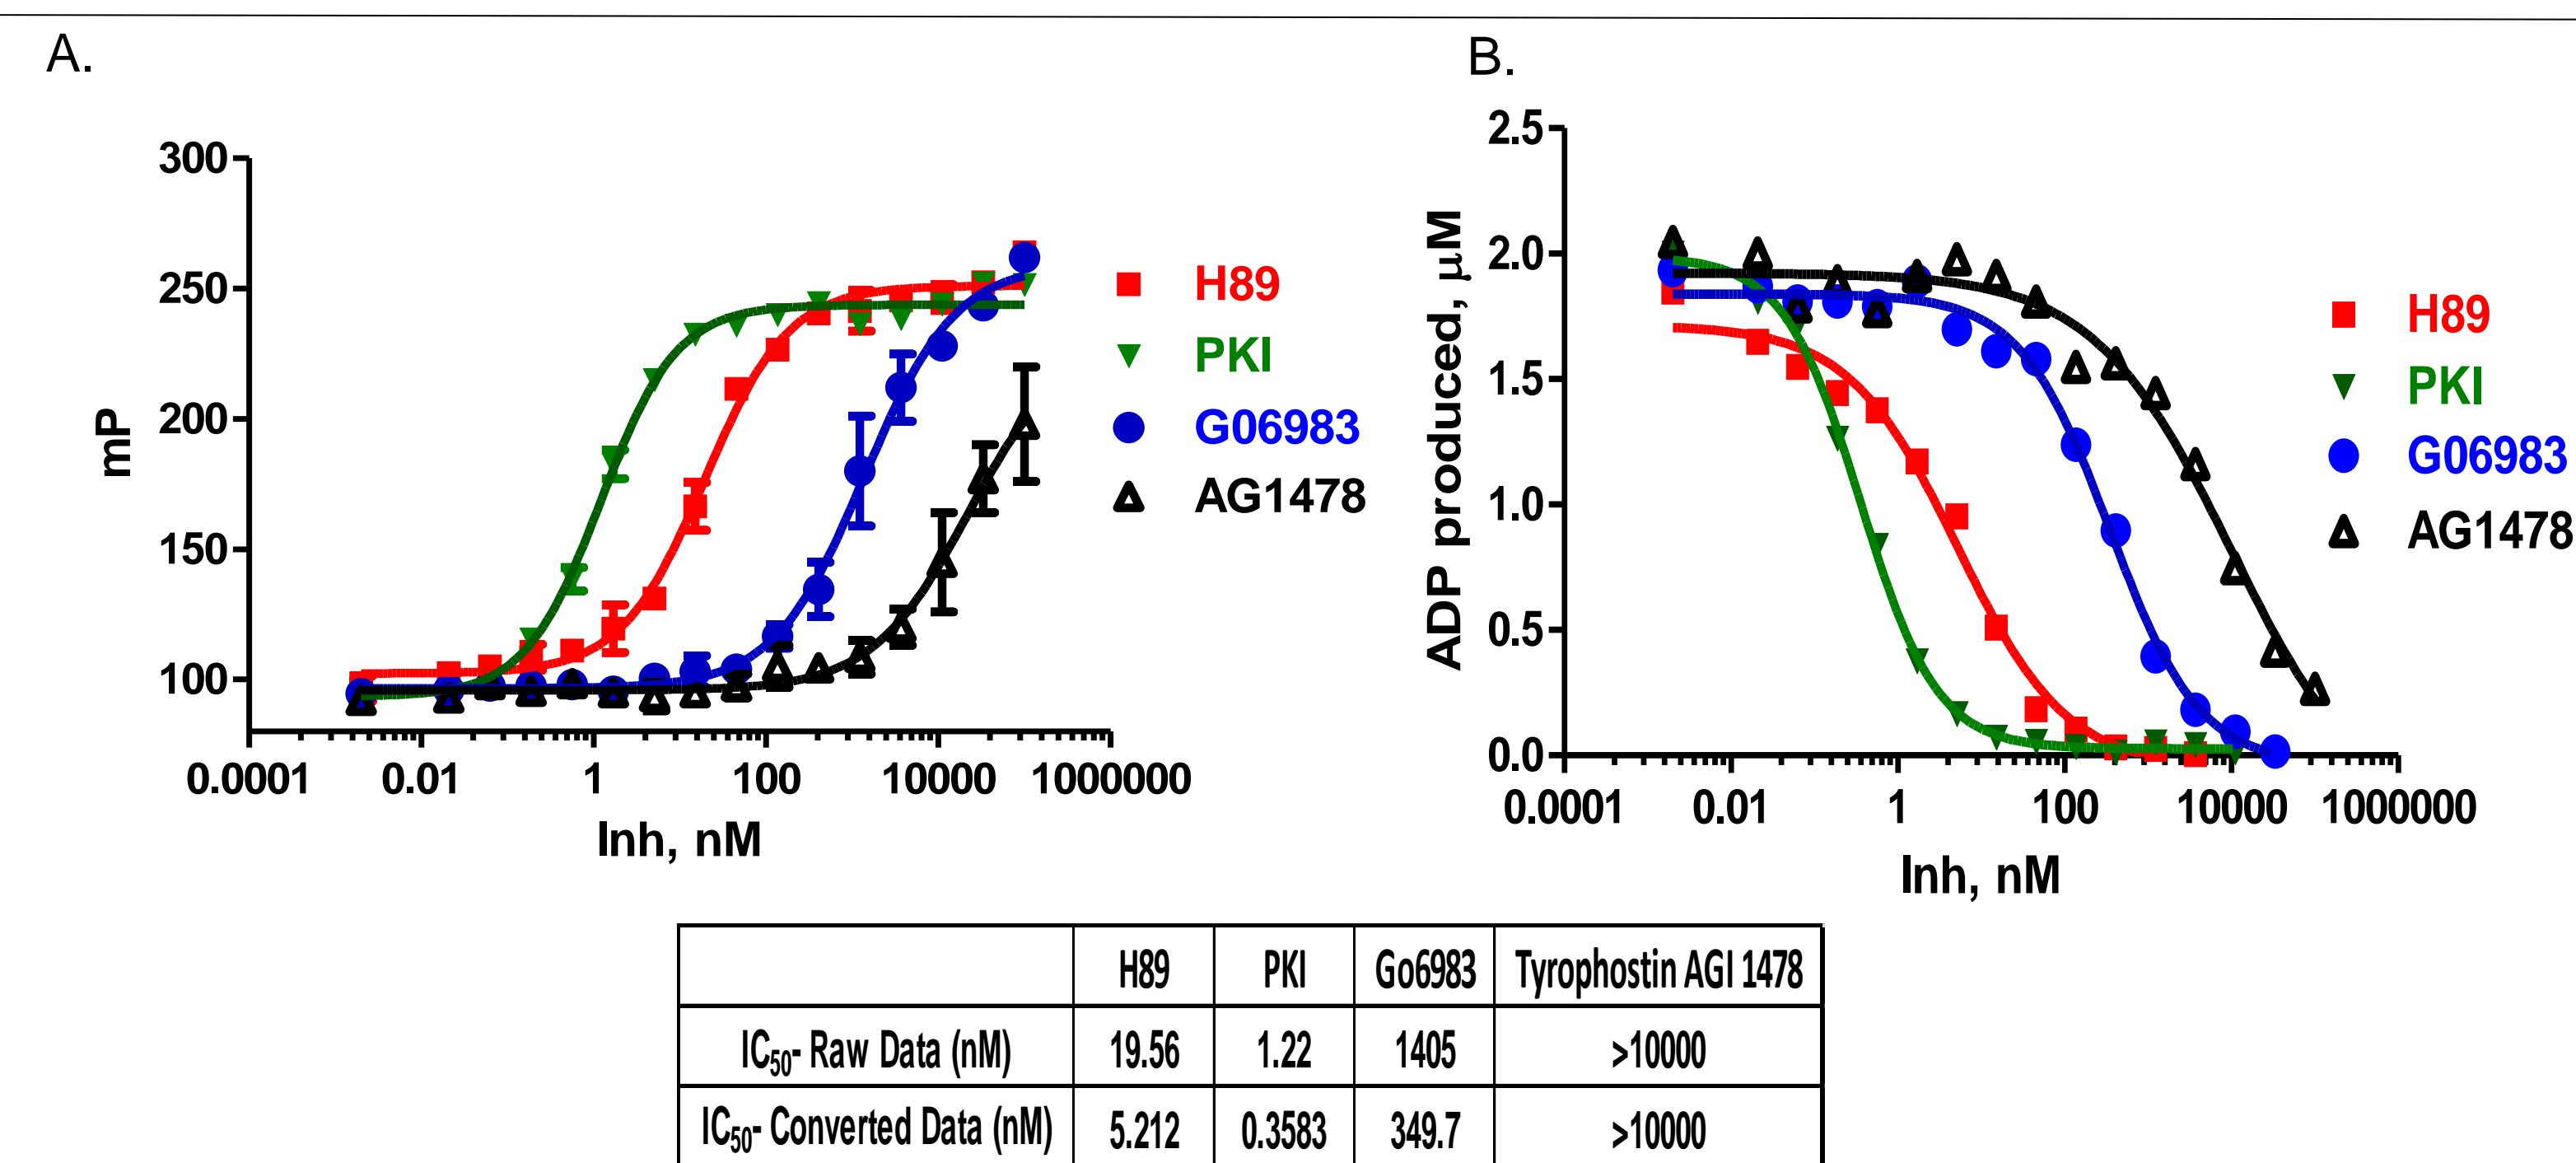 A.
300
250
200
150
100
mP
0.0001 0.01 1 100 10000 1000000
Inh, nM
H89
PKI
G06983
AG1478
B.
2.5
2.0
1.5
1.0
0.5
0.0
ADP produced, μM
0.0001 0.01 1 100 10000 1000000
Inh, nM
H89
PKI
G06983
AG1478
H89 PKI Go6983 Tyrophostin AGI 1478
IC50- Raw Data (nM) 19.56 1.22 1405 >10000
IC50- Converted Data (nM) 5.212 0.3583 349.7 >10000